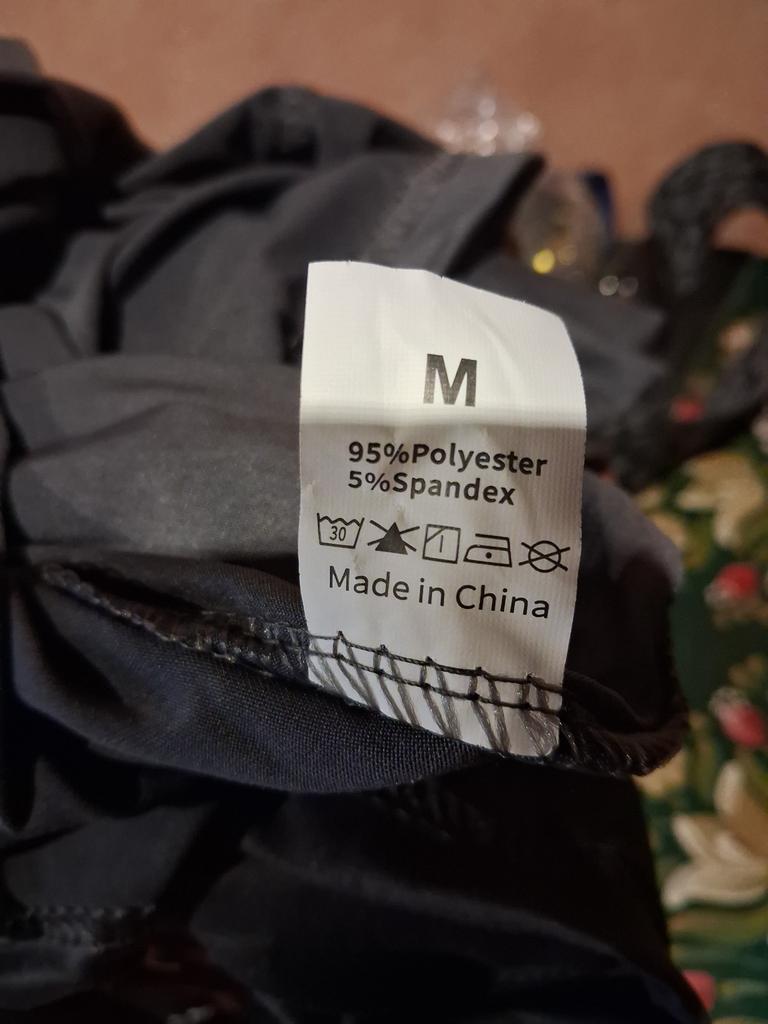 M
95%Polyester
5%Spandex
30
Made in China